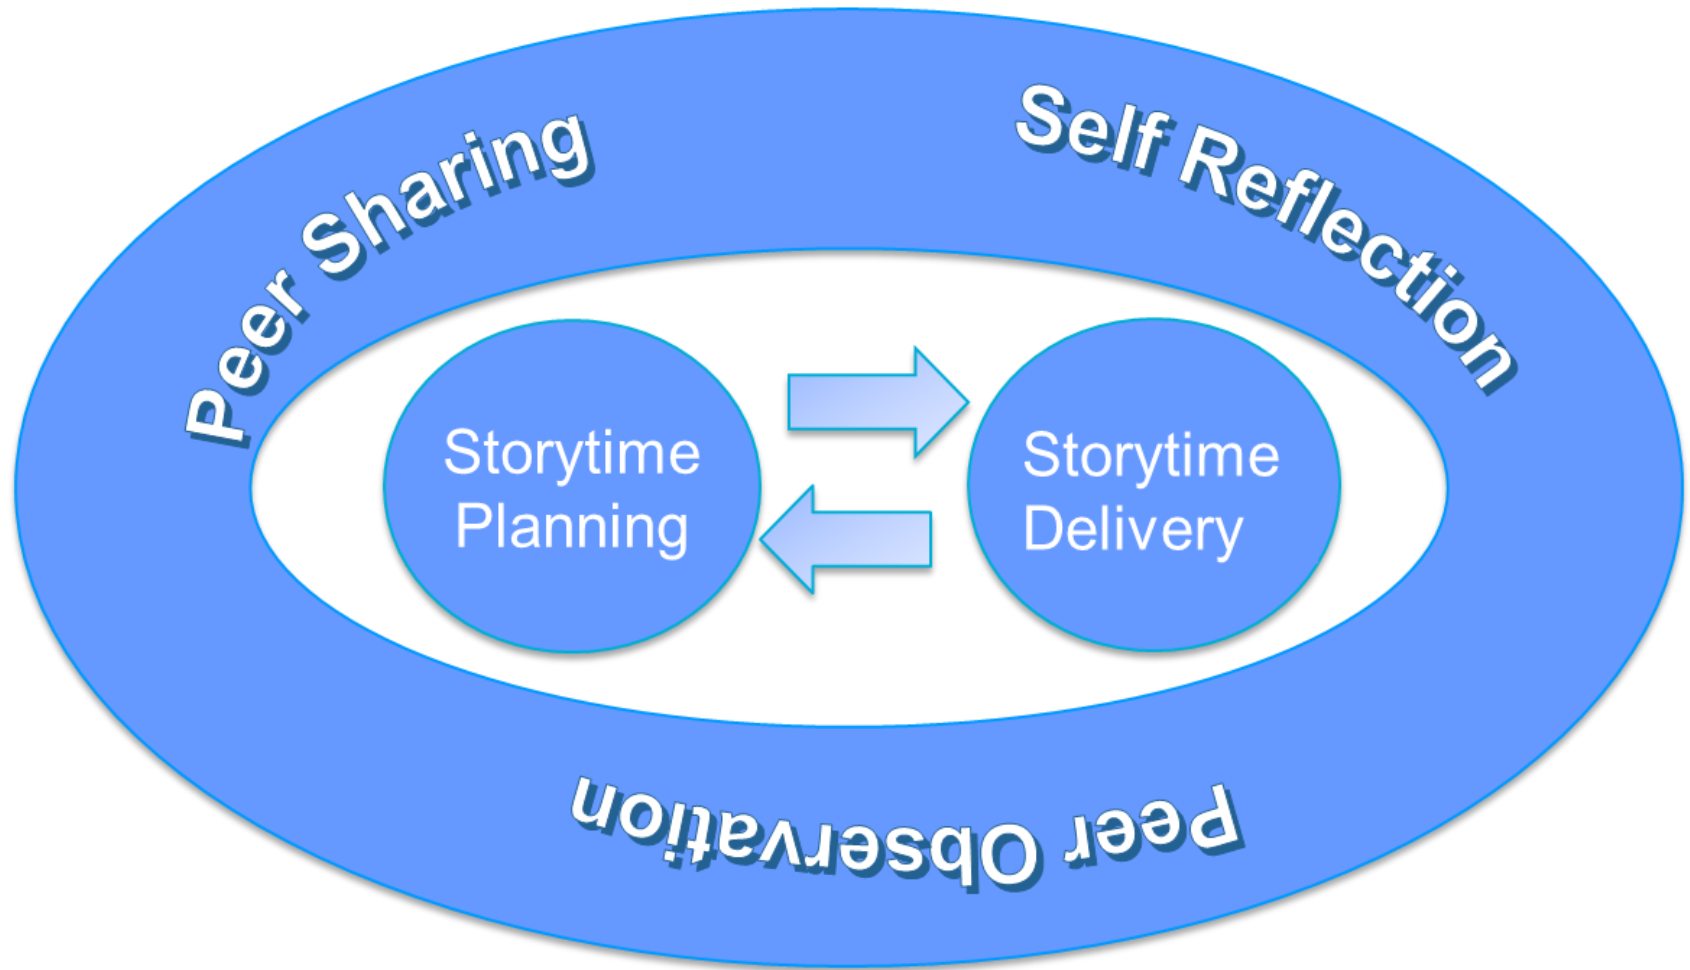 Peer Sharing
Self Reflection
Storytime
Planning
Storytime
Delivery
Peer Observation